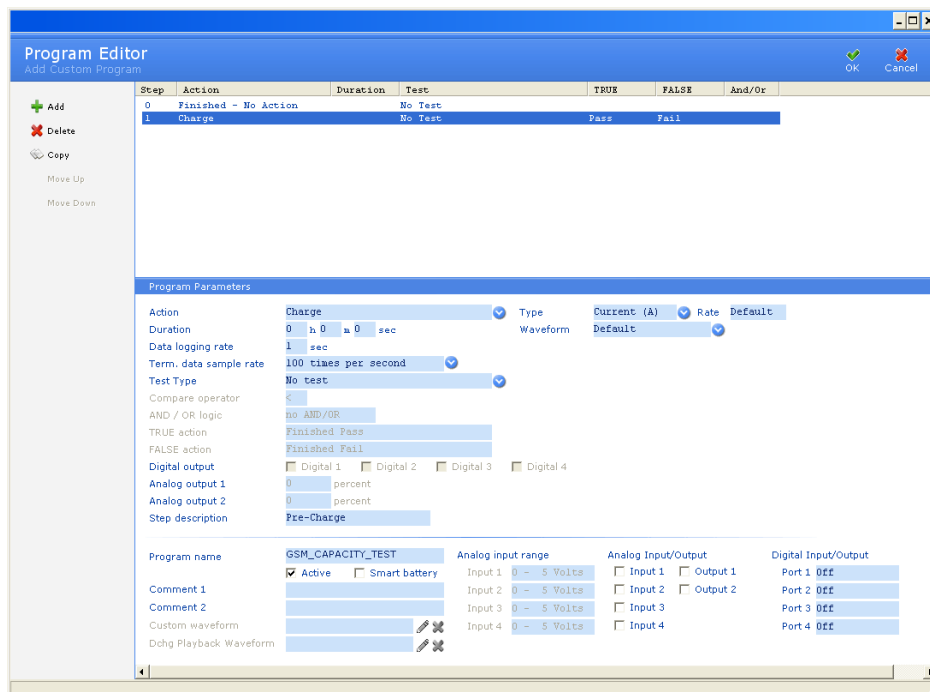 Program Editor
Add Custom Program
OK Cancel
Add
Delete
Copy
Move Up
Move Down
Step Action Duration Test TRUE FALSE And/Or
0 Finished - No Action No Test
1 Charge No Test Pass Fail
Program Parameters
Action Charge Type Current (A) Rate Default
Duration 0 h 0 m 0 sec Waveform Default
Data logging rate 1 sec
Term. data sample rate 100 times per second
Test Type No test
Compare operator <
AND / OR logic no AND/OR
TRUE action Finished Pass
FALSE action Finished Fail
Digital output Digital 1 Digital 2 Digital 3 Digital 4
Analog output 1 0 percent
Analog output 2 0 percent
Step description Pre-Charge
Program name GSM_CAPACITY_TEST Analog input range Analog Input/Output Digital Input/Output
Active Smart battery Input 1 0 - 5 Volts Input 1 Output 1 Port 1 Off
Comment 1 Input 2 0 - 5 Volts Input 2 Output 2 Port 2 Off
Comment 2 Input 3 0 - 5 Volts Input 3 Port 3 Off
Custom waveform Input 4 0 - 5 Volts Input 4 Port 4 Off
Dchg Playback Waveform